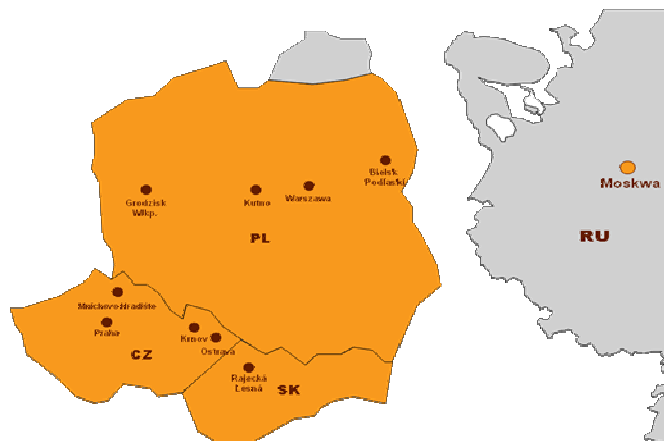 Bielsk
Podlaski
Grodzisk
Wlkp.
Kutno
Warszawa
Moskwa
PL
RU
Mnichovo Hradiště
Praha
Krnov
Ostrava
CZ
Rajecká
Lesná
SK